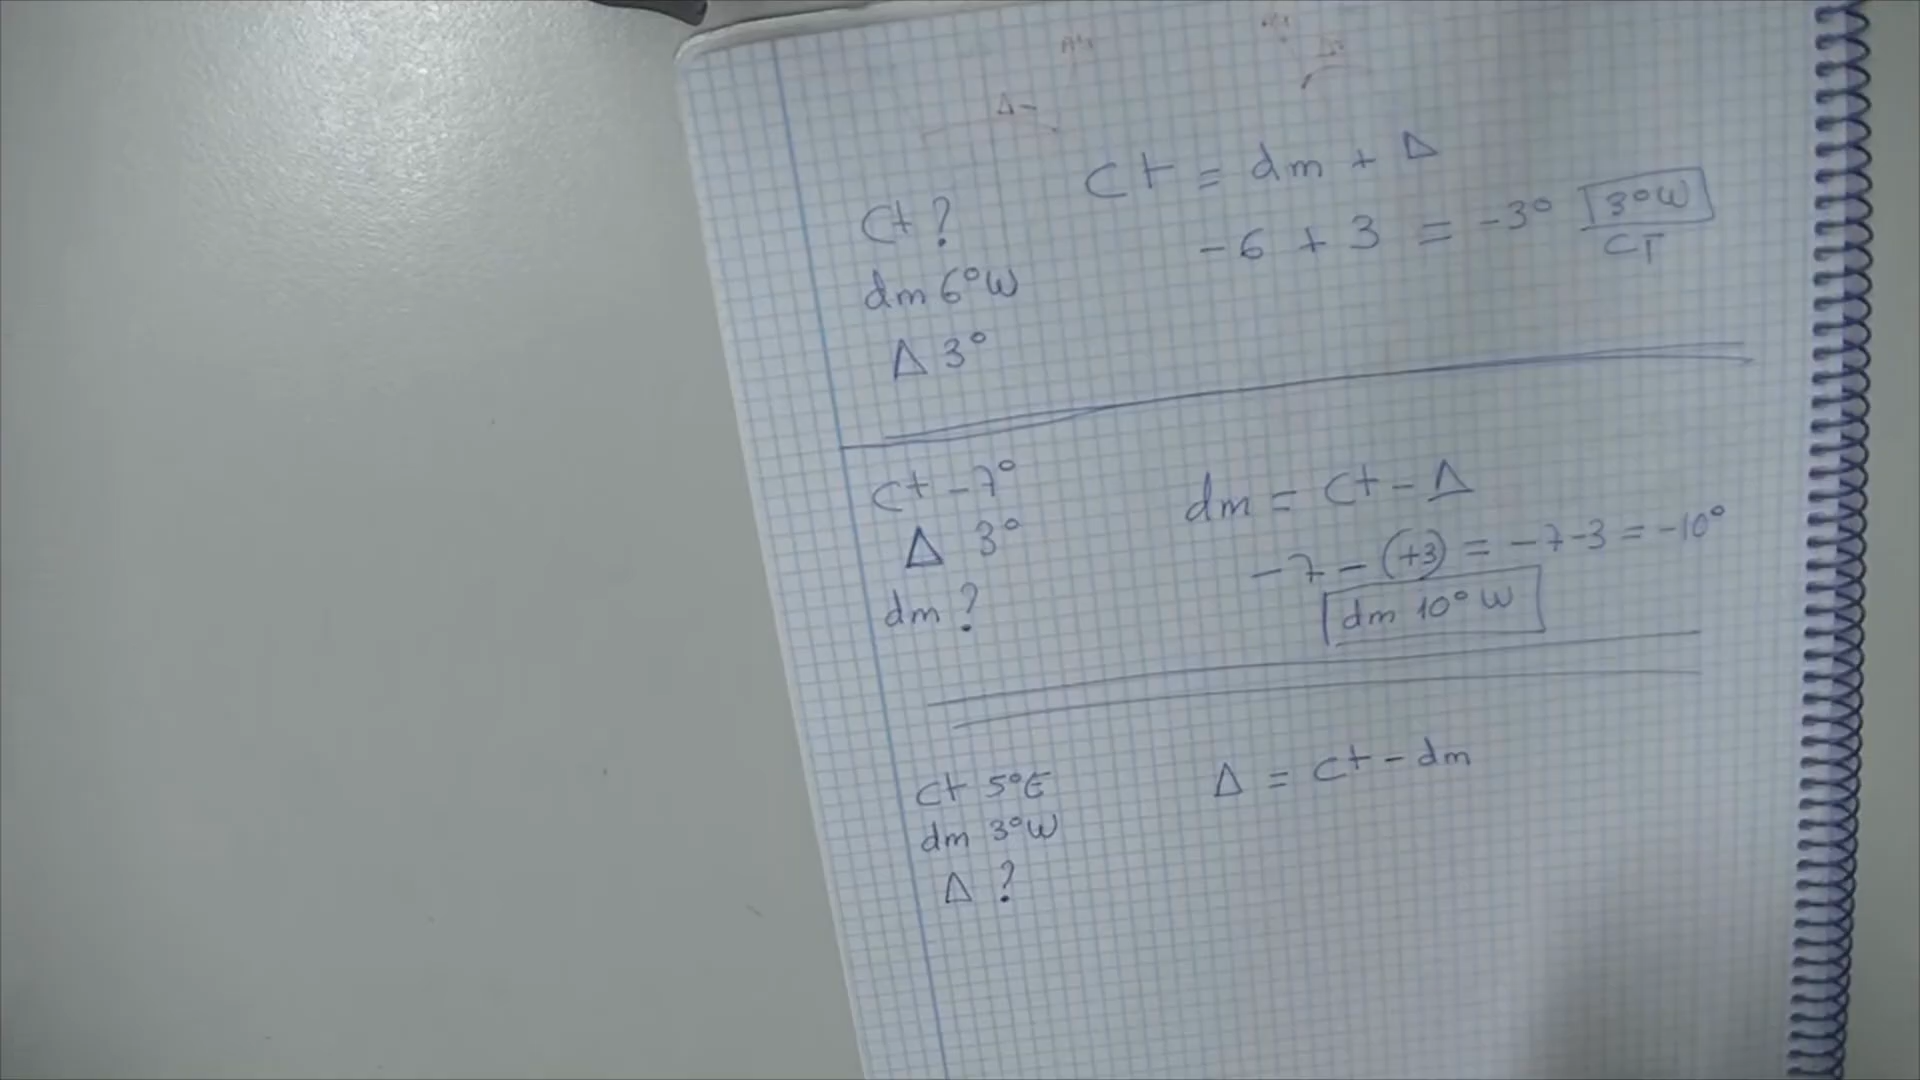 Δ-
Ct = dm + Δ
Ct ?
-6 + 3 = -3° 3°W
CT
dm 6°W
Δ 3°
Ct -7°
dm = Ct - Δ
Δ 3°
-7 - (+3) = -7-3 = -10°
dm ?
dm 10° W
Ct 5°E
Δ = Ct - dm
dm 3°W
Δ ?